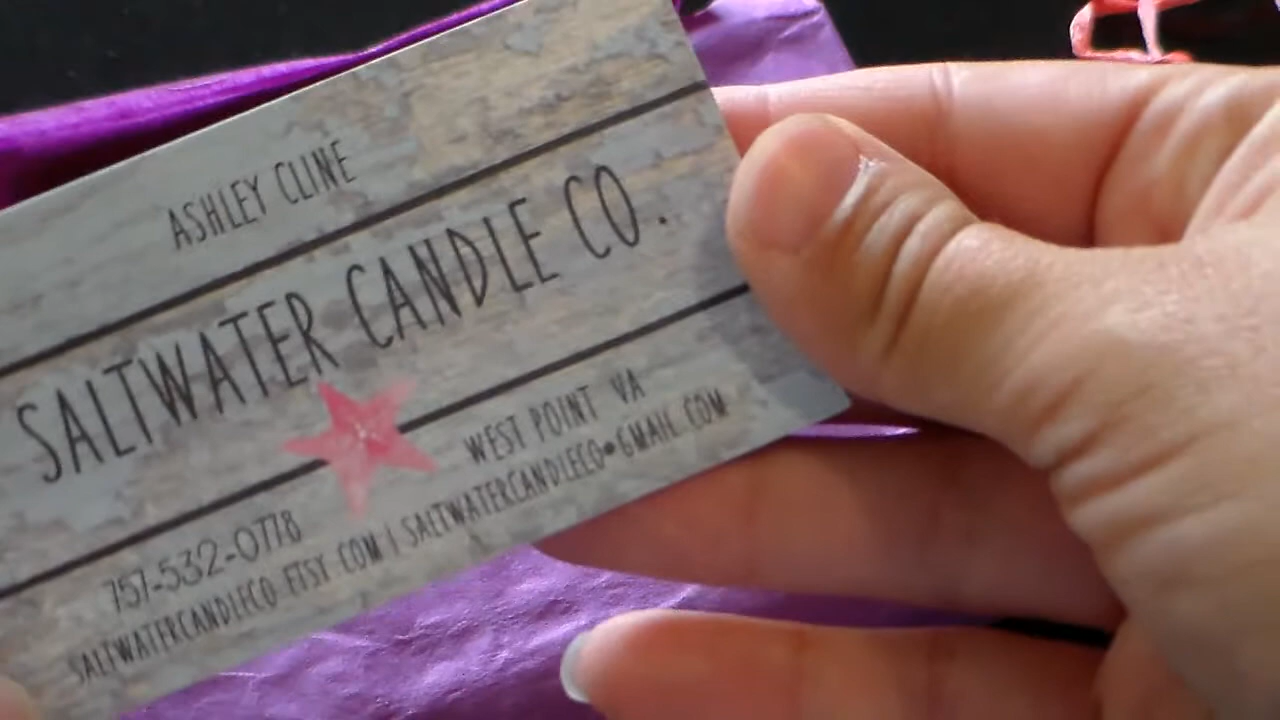 ASHLEY CLINE
SALTWATER CANDLE CO.
WEST POINT VA
757-532-0778
SALTWATERCANDLECO.ETSY.COM | SALTWATERCANDLECO@GMAIL.COM